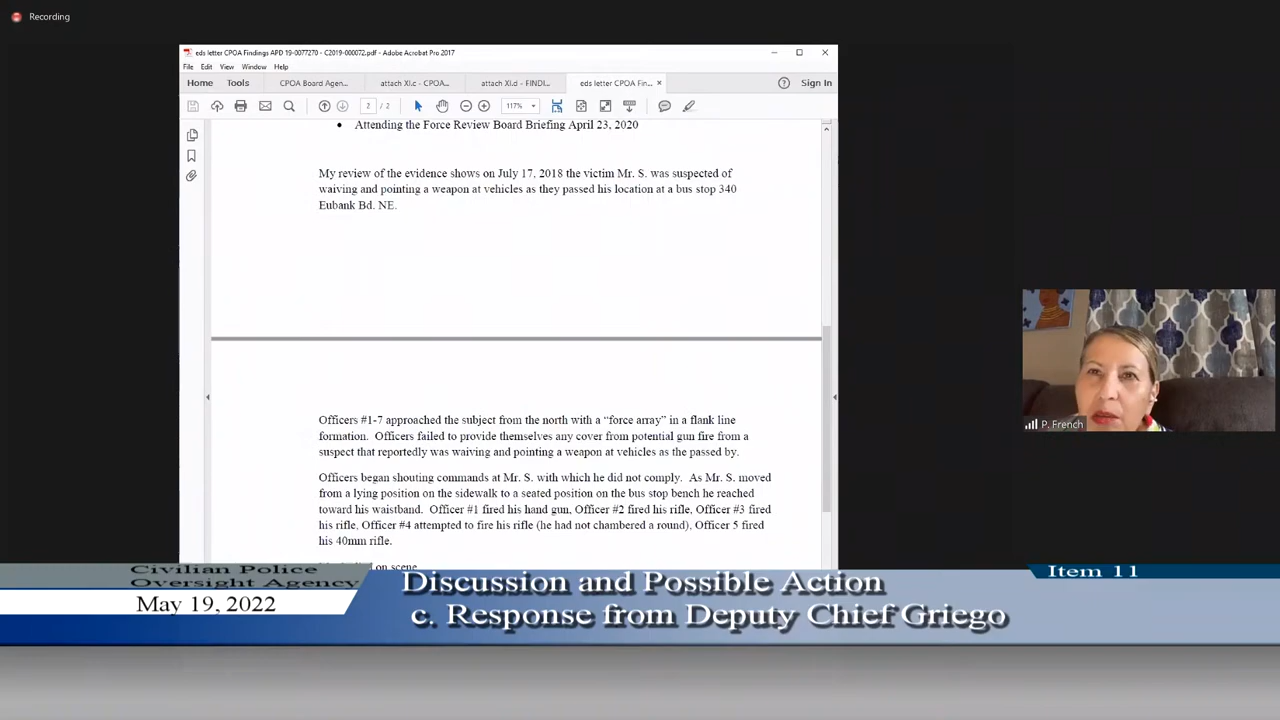 Recording
eds letter CPOA Findings APD 19-0077270 - C2019-000072.pdf - Adobe Acrobat Pro 2017
File Edit View Window Help
Home Tools CPOA Board Agen... attach XI.c - CPOA... attach XI.d - FINDI... eds letter CPOA Fin... × Sign In
2 / 2 117%
• Attending the Force Review Board Briefing April 23, 2020
My review of the evidence shows on July 17, 2018 the victim Mr. S. was suspected of
waiving and pointing a weapon at vehicles as they passed his location at a bus stop 340
Eubank Bd. NE.
Officers #1-7 approached the subject from the north with a “force array” in a flank line
formation. Officers failed to provide themselves any cover from potential gun fire from a
suspect that reportedly was waiving and pointing a weapon at vehicles as the passed by.
Officers began shouting commands at Mr. S. with which he did not comply. As Mr. S. moved
from a lying position on the sidewalk to a seated position on the bus stop bench he reached
toward his waistband. Officer #1 fired his hand gun, Officer #2 fired his rifle, Officer #3 fired
his rifle, Officer #4 attempted to fire his rifle (he had not chambered a round), Officer 5 fired
his 40mm rifle.
on scene
P. French
Civilian Police
Oversight Agency
May 19, 2022
Discussion and Possible Action
c. Response from Deputy Chief Griego
Item 11